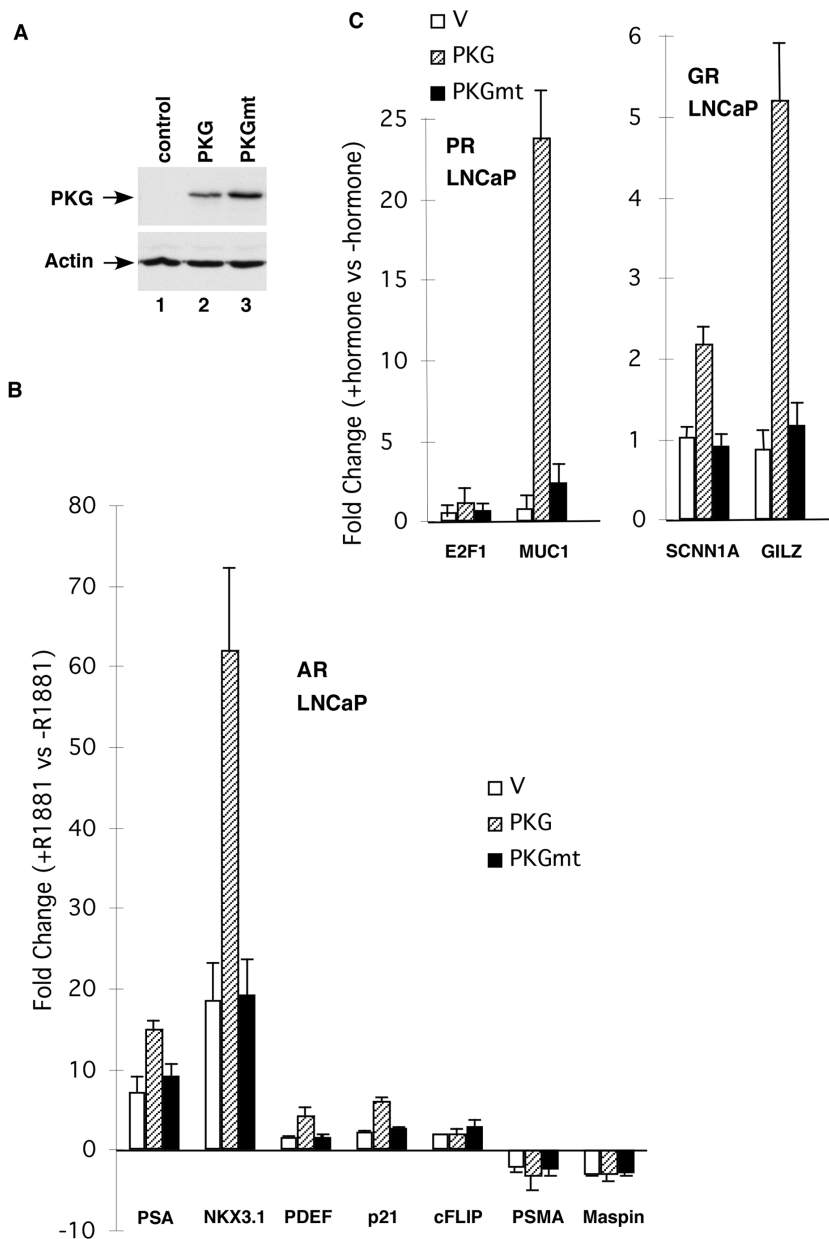 A
control
PKG
PKGmt
PKG
Actin
1 2 3
C
V
PKG
PKGmt
PR
LNCaP
Fold Change (+hormone vs -hormone)
25
20
15
10
5
0
E2F1 MUC1
GR
LNCaP
6
5
4
3
2
1
0
SCNN1A GILZ
B
AR
LNCaP
V
PKG
PKGmt
Fold Change (+R1881 vs -R1881)
80
70
60
50
40
30
20
10
0
-10
PSA NKX3.1 PDEF p21 cFLIP PSMA Maspin